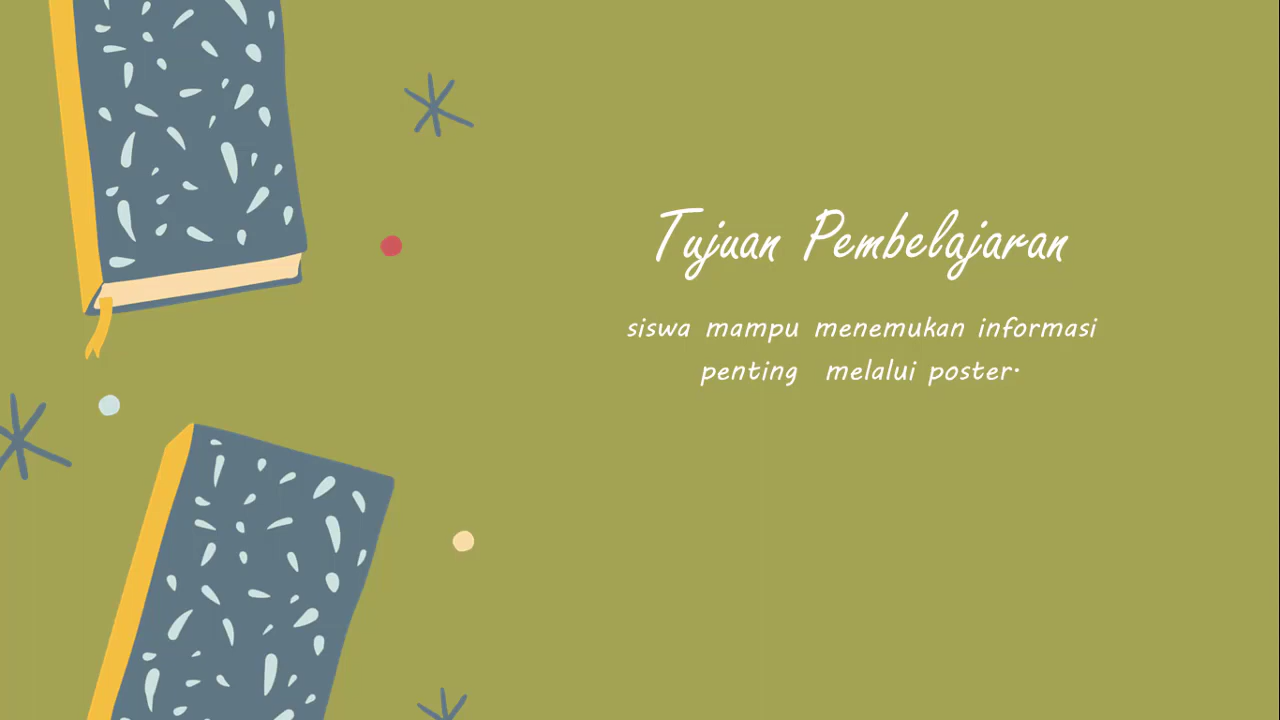 Tujuan Pembelajaran
siswa mampu menemukan informasi
penting melalui poster.